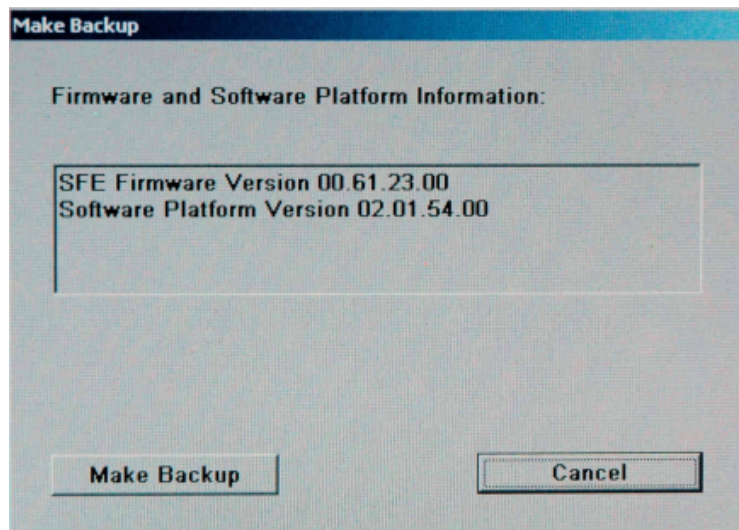 Make Backup
Firmware and Software Platform Information:
SFE Firmware Version 00.61.23.00
Software Platform Version 02.01.54.00
Make Backup
Cancel